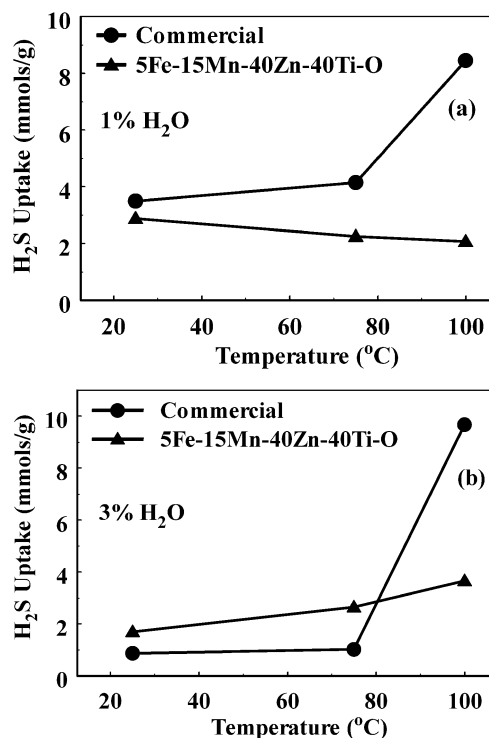 10
Commercial
5Fe-15Mn-40Zn-40Ti-O
8
(a)
1% H₂O
6
4
2
0
H₂S Uptake (mmols/g)
20 40 60 80 100
Temperature (°C)
Commercial
10
5Fe-15Mn-40Zn-40Ti-O
8
(b)
3% H₂O
6
4
2
0
H₂S Uptake (mmols/g)
20 40 60 80 100
Temperature (°C)